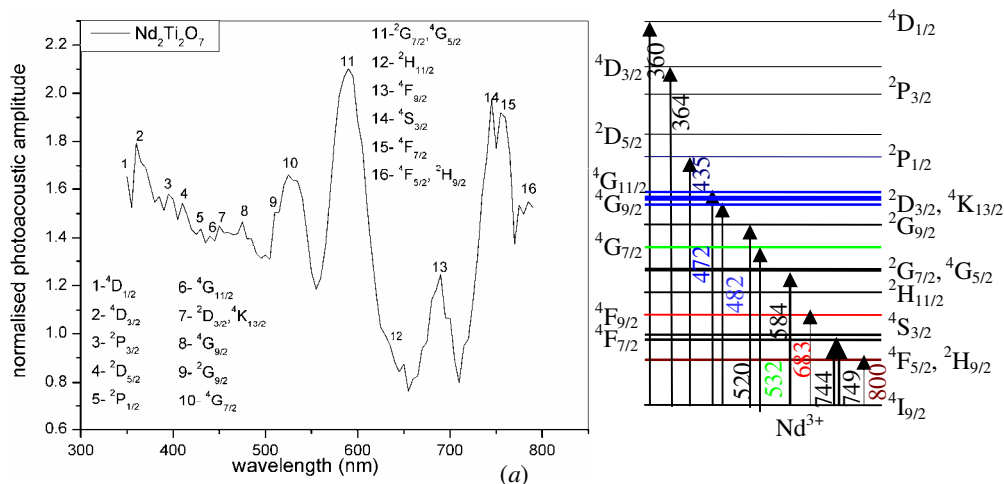 Nd₂Ti₂O₇
normalised photoacoustic amplitude
2.2
2.0
1.8
1.6
1.4
1.2
1.0
0.8
0.6
300
400
500
600
700
800
wavelength (nm)
(a)
1
2
3
4
5
6
7
8
9
10
11
12
13
14
15
16
11-²G₇/₂,⁴G₅/₂
12- ²H₁₁/₂
13- ⁴F₉/₂
14- ⁴S₃/₂
15- ⁴F₇/₂
16- ⁴F₅/₂, ²H₉/₂
1-⁴D₁/₂
2- ⁴D₃/₂
3- ²P₃/₂
4- ²D₅/₂
5- ²P₁/₂
6- ⁴G₁₁/₂
7- ²D₃/₂,⁴K₁₃/₂
8- ⁴G₉/₂
9- ²G₉/₂
10- ⁴G₇/₂
⁴D₁/₂
⁴D₃/₂
²P₃/₂
²D₅/₂
²P₁/₂
⁴G₁₁/₂
⁴G₉/₂
²D₃/₂, ⁴K₁₃/₂
²G₉/₂
⁴G₇/₂
²G₇/₂, ⁴G₅/₂
²H₁₁/₂
⁴F₉/₂
⁴S₃/₂
⁴F₇/₂
⁴F₅/₂, ²H₉/₂
⁴I₉/₂
360
364
435
472
482
520
532
584
683
744
749
800
Nd³⁺